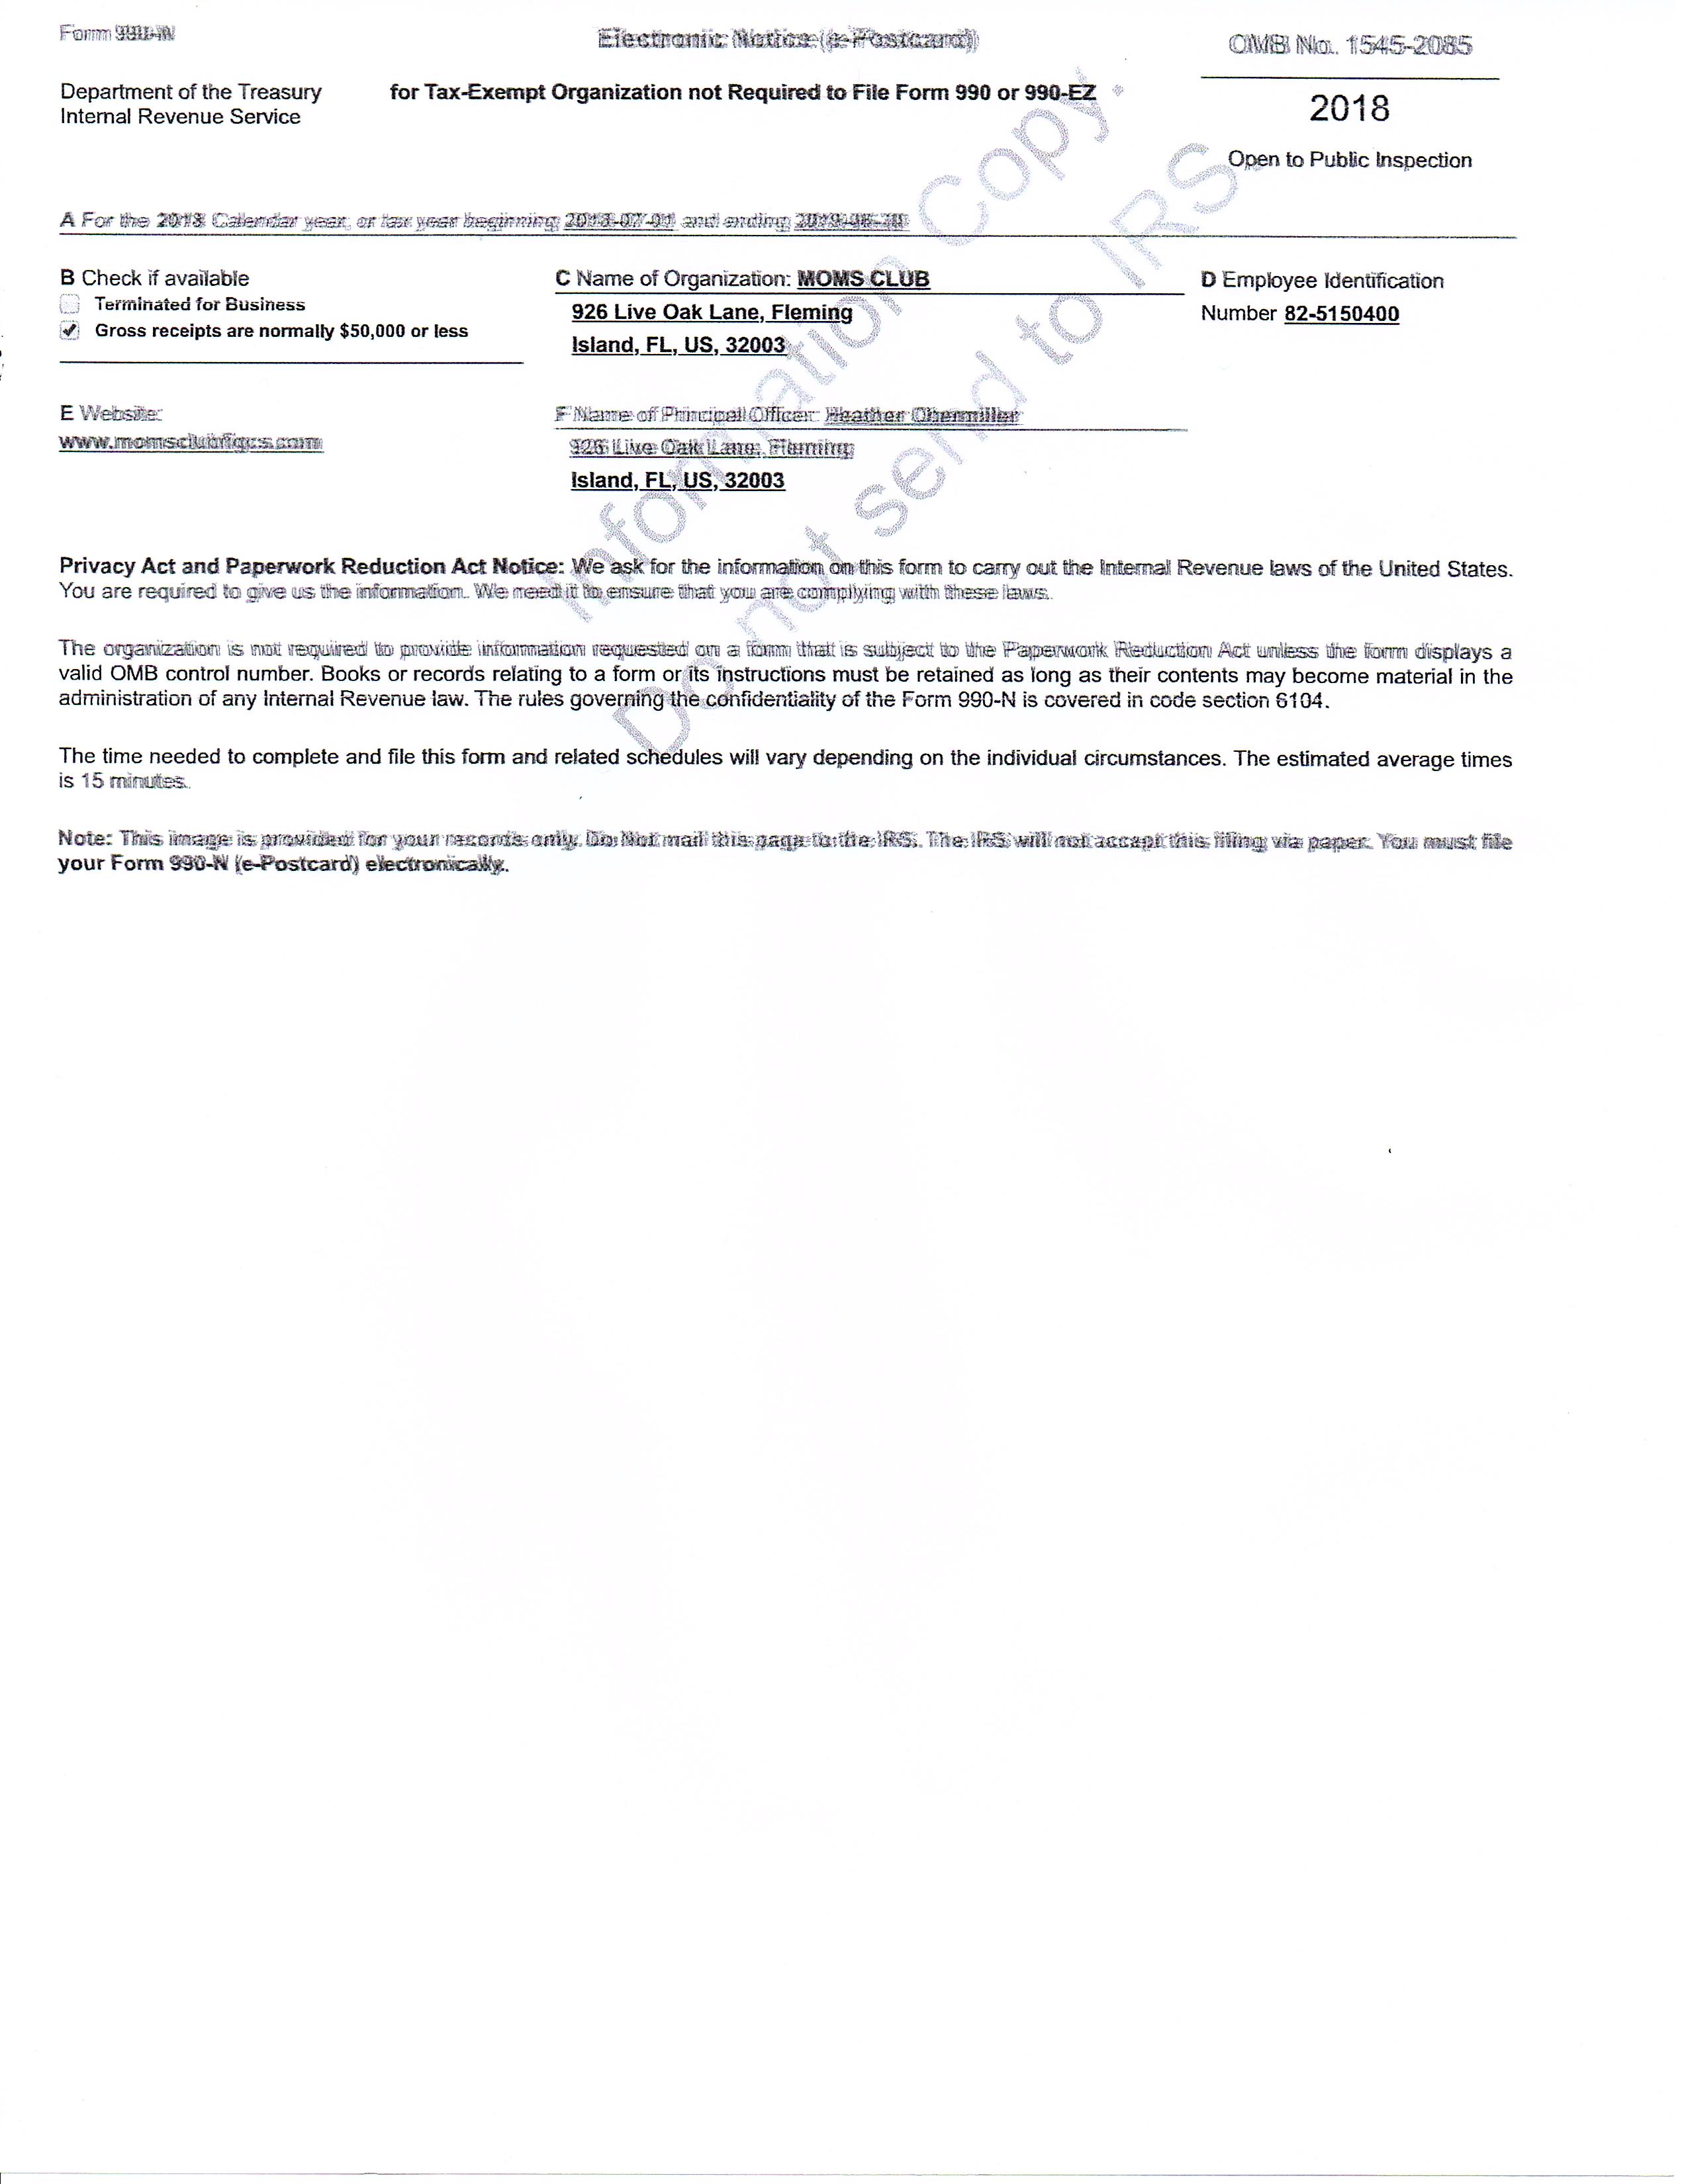 Form 990-N
Electronic Notice (e-Postcard)
OMB No. 1545-2085
Department of the Treasury
Internal Revenue Service
for Tax-Exempt Organization not Required to File Form 990 or 990-EZ
2018
Open to Public Inspection
A For the 2018 Calendar year, or tax year beginning 2018-07-01 and ending 2019-06-30
B Check if available
Terminated for Business
Gross receipts are normally $50,000 or less
C Name of Organization: MOMS CLUB
926 Live Oak Lane, Fleming
Island, FL, US, 32003
D Employee Identification
Number 82-5150400
E Website:
F Name of Principal Officer: Heather Obermiller
926 Live Oak Lane, Fleming
Island, FL, US, 32003
Privacy Act and Paperwork Reduction Act Notice: We ask for the information on this form to carry out the Internal Revenue laws of the United States.
You are required to give us the information. We need it to ensure that you are complying with these laws.
The organization is not required to provide information requested on a form that is subject to the Paperwork Reduction Act unless the form displays a
valid OMB control number. Books or records relating to a form or its instructions must be retained as long as their contents may become material in the
administration of any Internal Revenue law. The rules governing the confidentiality of the Form 990-N is covered in code section 6104.
The time needed to complete and file this form and related schedules will vary depending on the individual circumstances. The estimated average times
is 15 minutes.
Note: This image is provided for your records only. Do Not mail this page to the IRS. The IRS will not accept this filing via paper. You must file
your Form 990-N (e-Postcard) electronically.
Information Copy.
Do not send to IRS.